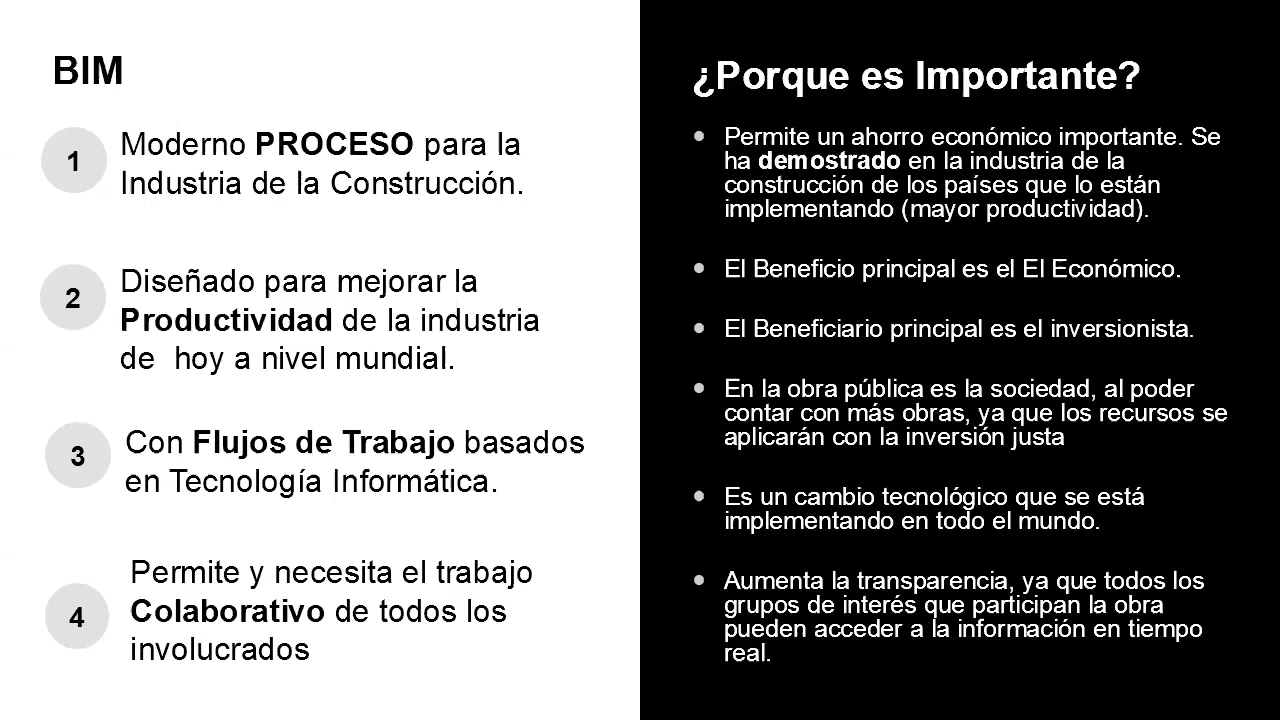 BIM
1
Moderno PROCESO para la
Industria de la Construcción.
2
Diseñado para mejorar la
Productividad de la industria
de  hoy a nivel mundial.
3
Con Flujos de Trabajo basados
en Tecnología Informática.
4
Permite y necesita el trabajo
Colaborativo de todos los
involucrados
¿Porque es Importante?
• Permite un ahorro económico importante. Se
ha demostrado en la industria de la
construcción de los países que lo están
implementando (mayor productividad).
• El Beneficio principal es el El Económico.
• El Beneficiario principal es el inversionista.
• En la obra pública es la sociedad, al poder
contar con más obras, ya que los recursos se
aplicarán con la inversión justa
• Es un cambio tecnológico que se está
implementando en todo el mundo.
• Aumenta la transparencia, ya que todos los
grupos de interés que participan la obra
pueden acceder a la información en tiempo
real.